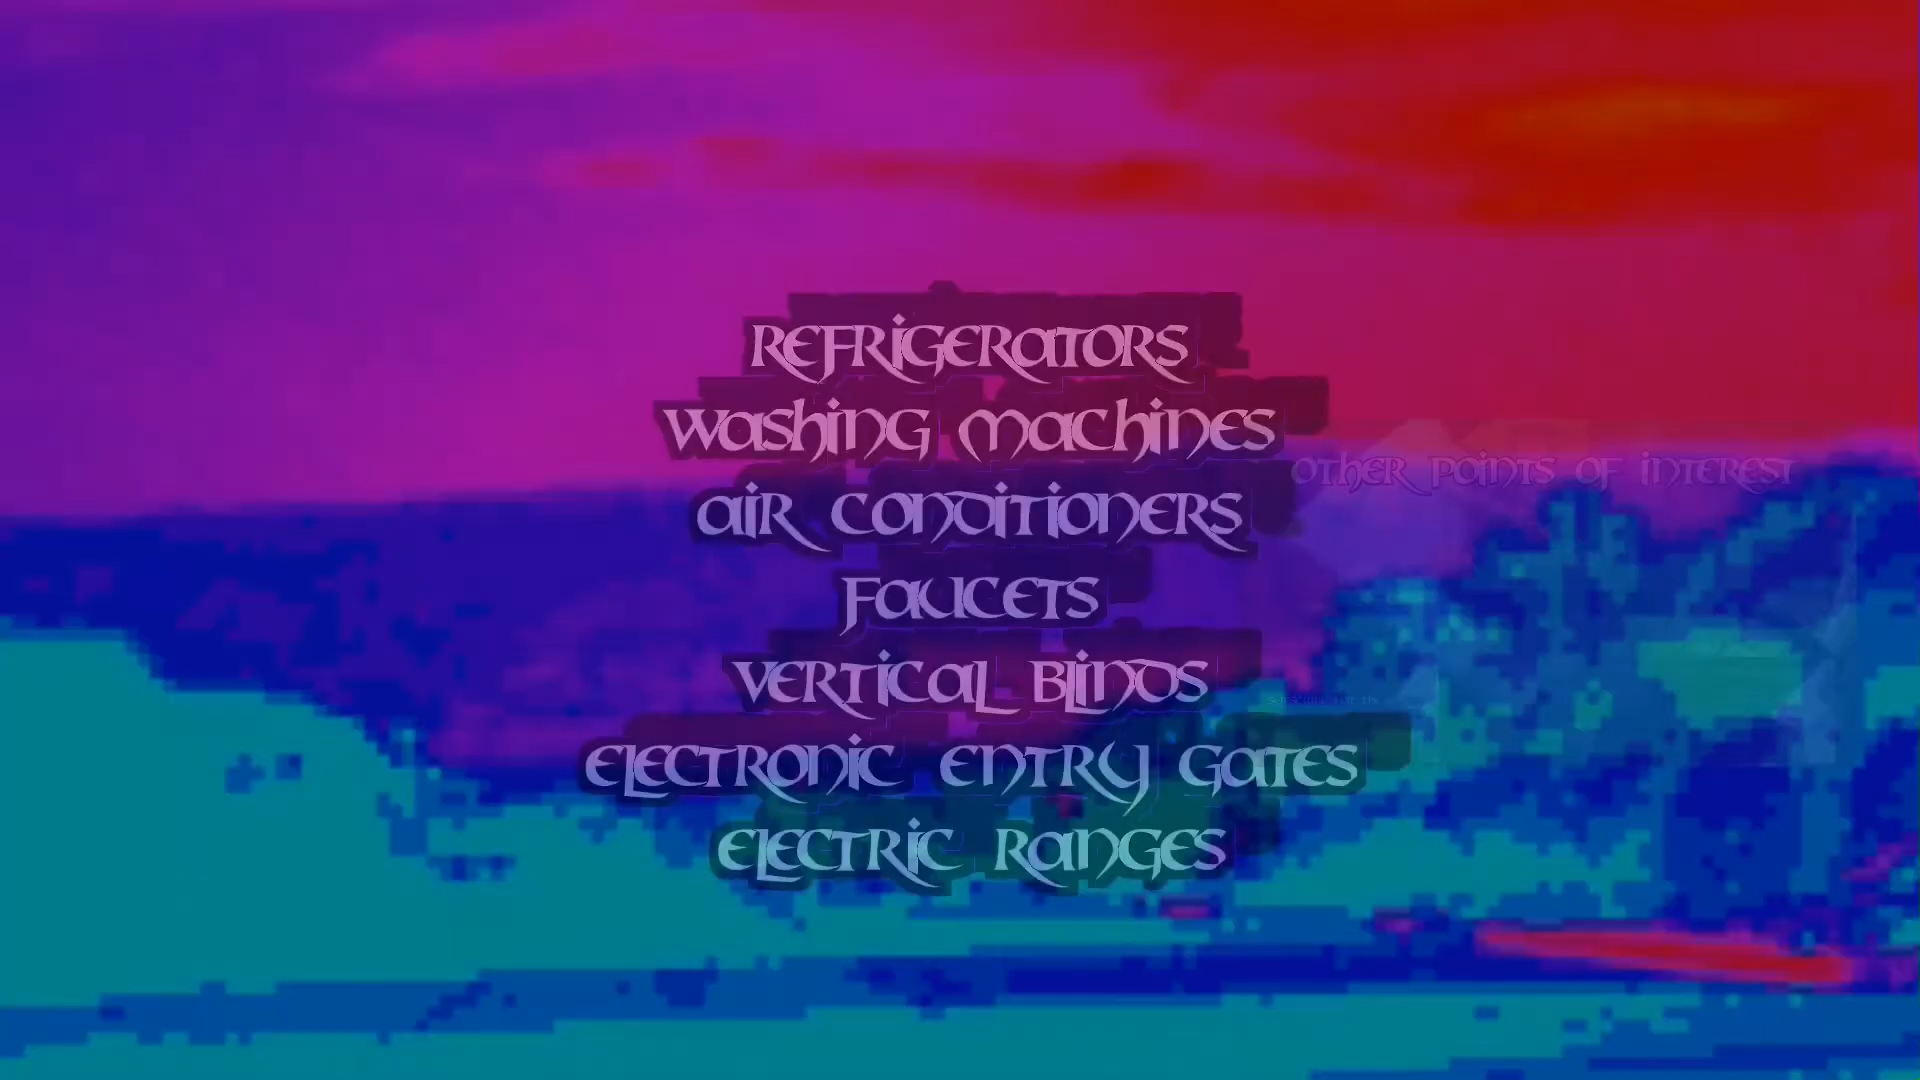 REFRIGERATORS
WASHING MACHINES
OTHER POINTS OF INTEREST
AIR CONDITIONERS
FAUCETS
VERTICAL BLINDS
ELECTRONIC ENTRY GATES
ELECTRIC RANGES